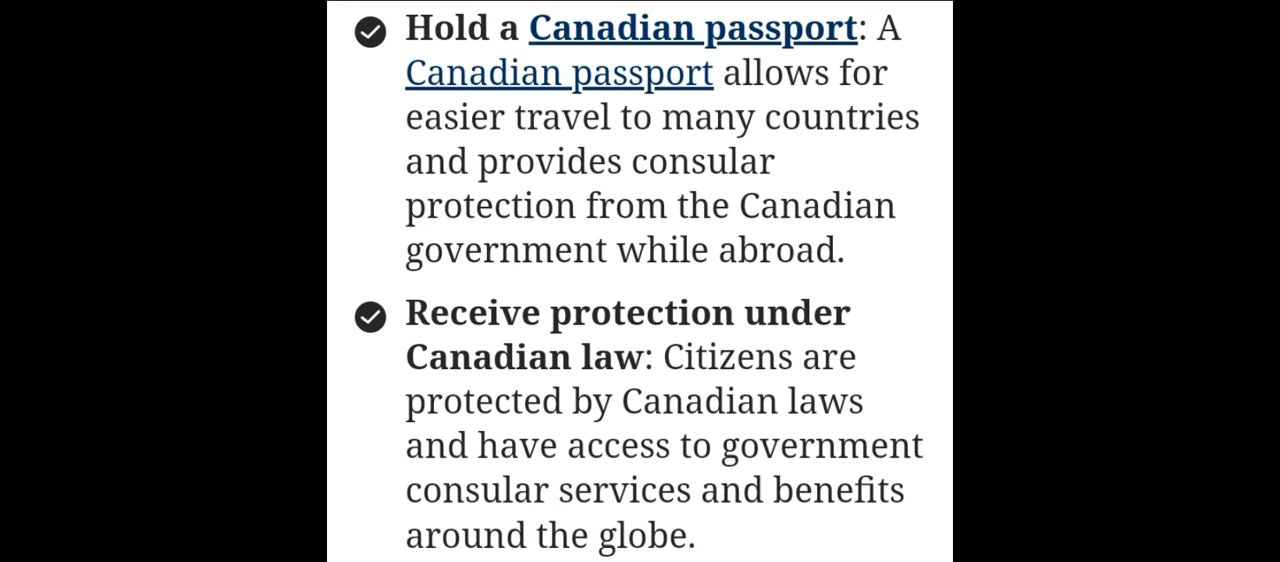 Hold a Canadian passport: A
Canadian passport allows for
easier travel to many countries
and provides consular
protection from the Canadian
government while abroad.
Receive protection under
Canadian law: Citizens are
protected by Canadian laws
and have access to government
consular services and benefits
around the globe.